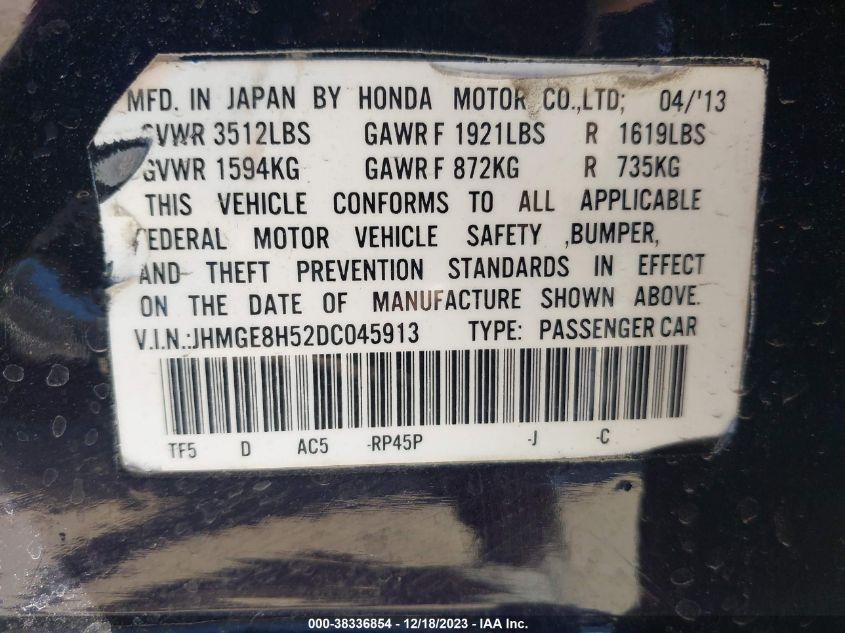 MFD. IN JAPAN BY HONDA MOTOR CO.,LTD; 04/'13
GVWR 3512LBS GAWR F 1921LBS R 1619LBS
GVWR 1594KG GAWR F 872KG R 735KG
THIS VEHICLE CONFORMS TO ALL APPLICABLE
FEDERAL MOTOR VEHICLE SAFETY ,BUMPER,
AND THEFT PREVENTION STANDARDS IN EFFECT
ON THE DATE OF MANUFACTURE SHOWN ABOVE.
V.I.N.:JHMGE8H52DC045913 TYPE: PASSENGER CAR
TF5 D AC5 -RP45P -J -C
000-38336854 - 12/18/2023 - IAA Inc.